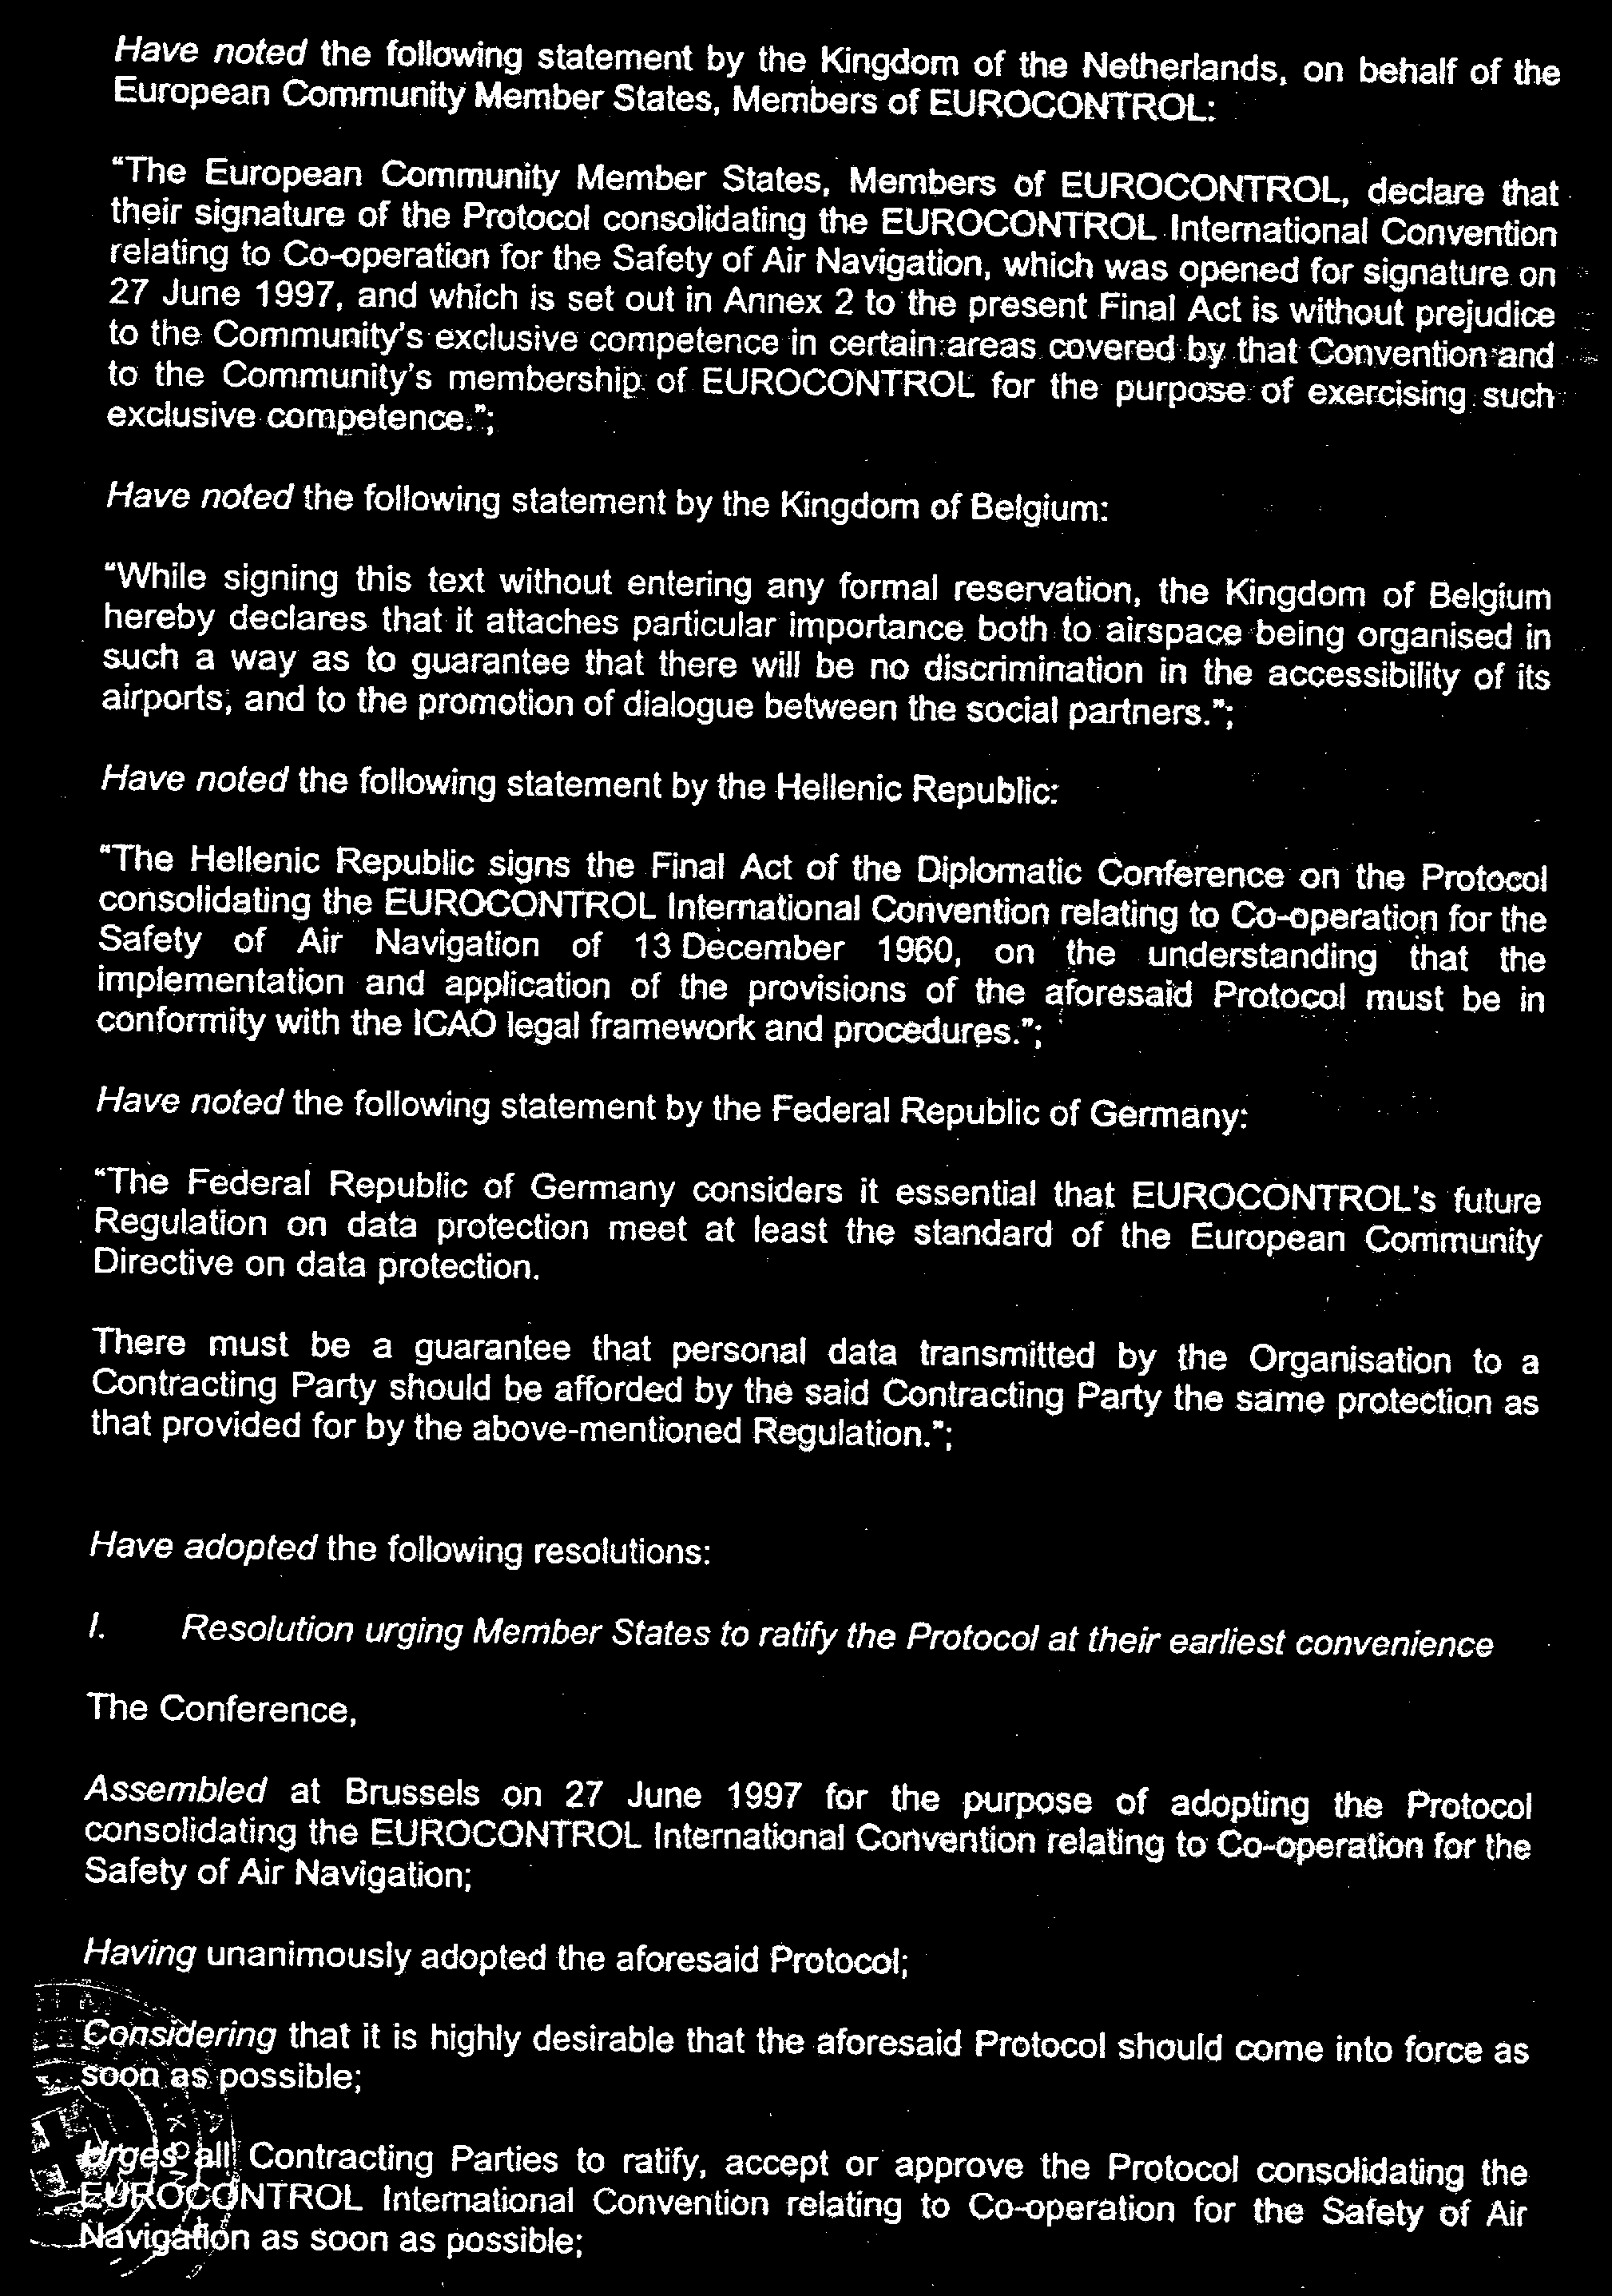 Have noted the following statement by the Kingdom of the Netherlands, on behalf of the
European Community Member States, Members of EUROCONTROL:
"The European Community Member States, Members of EUROCONTROL, declare that
their signature of the Protocol consolidating the EUROCONTROL International Convention
relating to Co-operation for the Safety of Air Navigation, which was opened for signature on
27 June 1997, and which is set out in Annex 2 to the present Final Act is without prejudice
to the Community's exclusive competence in certain areas covered by that Convention and
to the Community's membership of EUROCONTROL for the purpose of exercising such
exclusive competence.";
Have noted the following statement by the Kingdom of Belgium:
"While signing this text without entering any formal reservation, the Kingdom of Belgium
hereby declares that it attaches particular importance both to airspace being organised in
such a way as to guarantee that there will be no discrimination in the accessibility of its
airports, and to the promotion of dialogue between the social partners.";
Have noted the following statement by the Hellenic Republic:
"The Hellenic Republic signs the Final Act of the Diplomatic Conference on the Protocol
consolidating the EUROCONTROL International Convention relating to Co-operation for the
Safety of Air Navigation of 13 December 1960, on the understanding that the
implementation and application of the provisions of the aforesaid Protocol must be in
conformity with the ICAO legal framework and procedures.";
Have noted the following statement by the Federal Republic of Germany:
"The Federal Republic of Germany considers it essential that EUROCONTROL's future
Regulation on data protection meet at least the standard of the European Community
Directive on data protection.
There must be a guarantee that personal data transmitted by the Organisation to a
Contracting Party should be afforded by the said Contracting Party the same protection as
that provided for by the above-mentioned Regulation.";
Have adopted the following resolutions:
I. Resolution urging Member States to ratify the Protocol at their earliest convenience
The Conference,
Assembled at Brussels on 27 June 1997 for the purpose of adopting the Protocol
consolidating the EUROCONTROL International Convention relating to Co-operation for the
Safety of Air Navigation;
Having unanimously adopted the aforesaid Protocol;
Considering that it is highly desirable that the aforesaid Protocol should come into force as
soon as possible;
Urges all Contracting Parties to ratify, accept or approve the Protocol consolidating the
EUROCONTROL International Convention relating to Co-operation for the Safety of Air
Navigation as soon as possible;